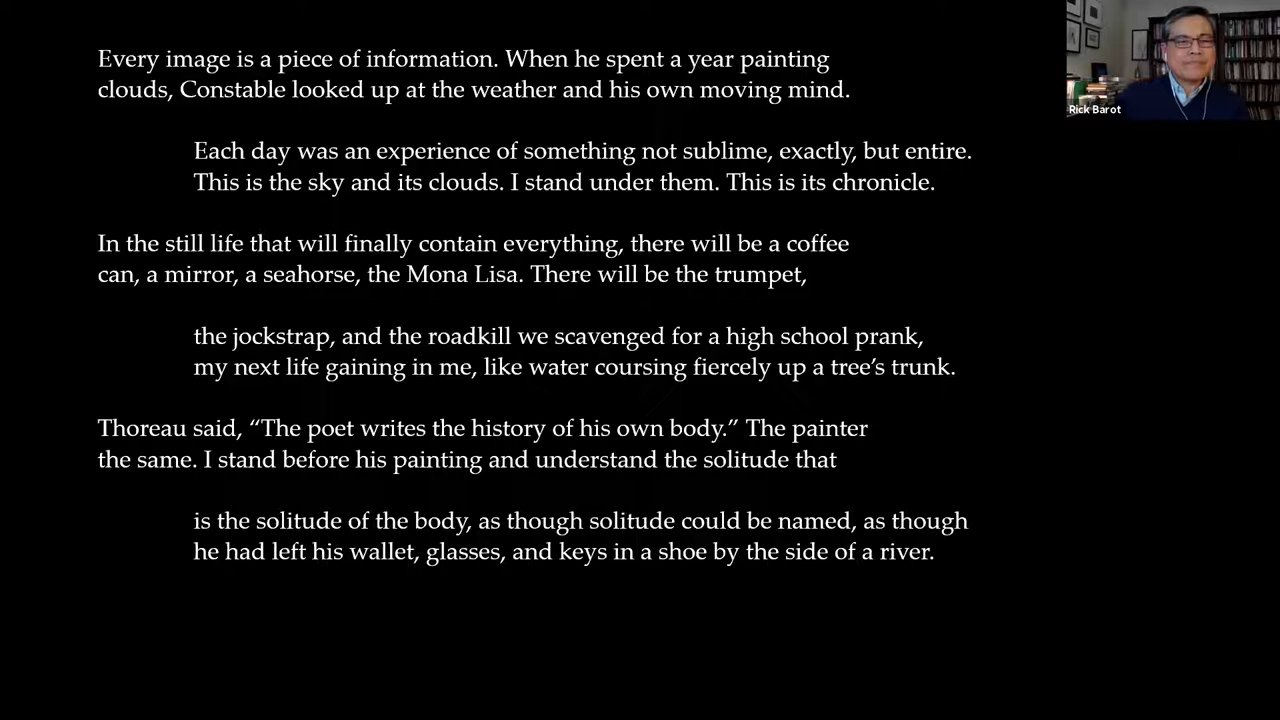 Every image is a piece of information. When he spent a year painting
clouds, Constable looked up at the weather and his own moving mind.
Each day was an experience of something not sublime, exactly, but entire.
This is the sky and its clouds. I stand under them. This is its chronicle.
In the still life that will finally contain everything, there will be a coffee
can, a mirror, a seahorse, the Mona Lisa. There will be the trumpet,
the jockstrap, and the roadkill we scavenged for a high school prank,
my next life gaining in me, like water coursing fiercely up a tree’s trunk.
Thoreau said, “The poet writes the history of his own body.” The painter
the same. I stand before his painting and understand the solitude that
is the solitude of the body, as though solitude could be named, as though
he had left his wallet, glasses, and keys in a shoe by the side of a river.
Rick Barot